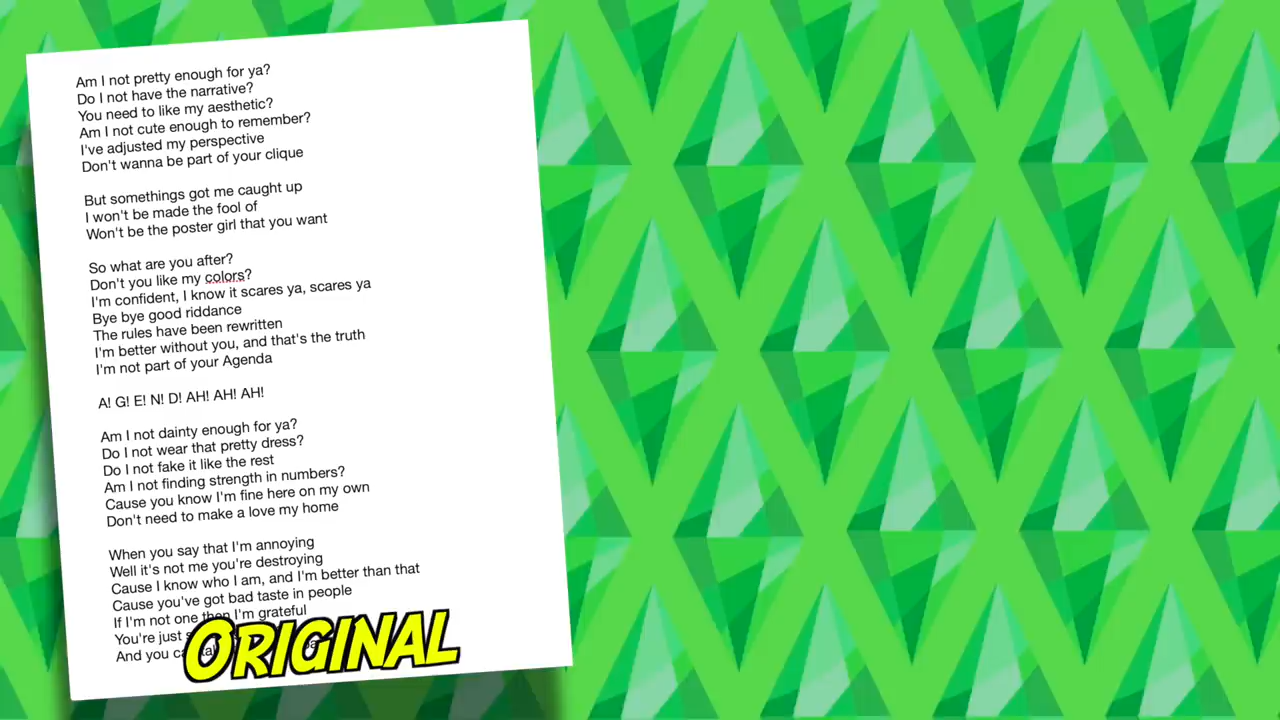 Am I not pretty enough for ya?
Do I not have the narrative?
You need to like my aesthetic?
Am I not cute enough to remember?
I've adjusted my perspective
Don't wanna be part of your clique
But somethings got me caught up
I won't be made the fool of
Won't be the poster girl that you want
So what are you after?
Don't you like my colors?
I'm confident, I know it scares ya, scares ya
Bye bye good riddance
The rules have been rewritten
I'm better without you, and that's the truth
I'm not part of your Agenda
A! G! E! N! D! AH! AH! AH!
Am I not dainty enough for ya?
Do I not wear that pretty dress?
Do I not fake it like the rest
Am I not finding strength in numbers?
Cause you know I'm fine here on my own
Don't need to make a love my home
When you say that I'm annoying
Well it's not me you're destroying
Cause I know who I am, and I'm better than that
Cause you've got bad taste in people
If I'm not one then I'm grateful
You're just
And you
ORIGINAL